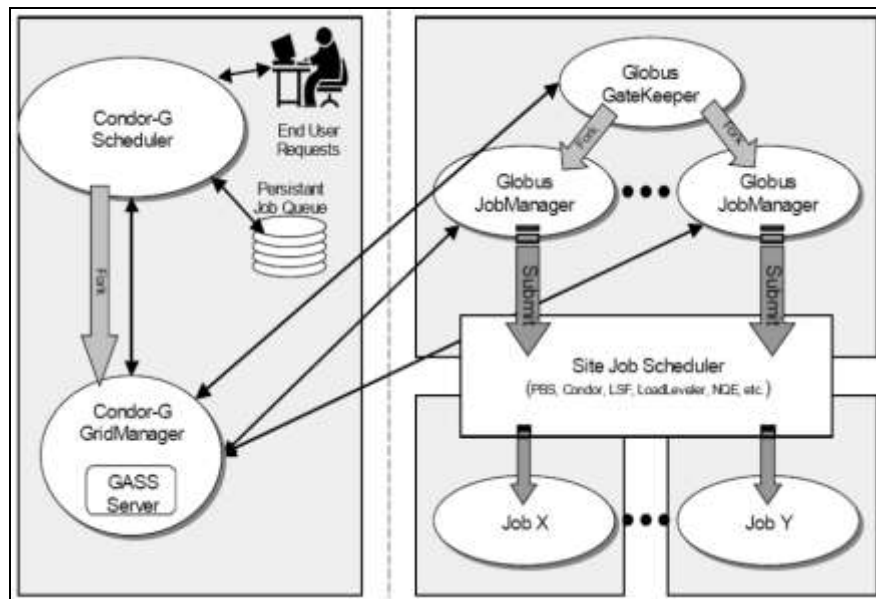 Condor-G
Scheduler
End User
Requests
Persistant
Job Queue
Fork
Condor-G
GridManager
GASS
Server
Globus
GateKeeper
Fork
Fork
Globus
JobManager
Globus
JobManager
Submit
Submit
Site Job Scheduler
(PBS, Condor, LSF, LoadLeveler, NQE, etc.)
Job X
Job Y